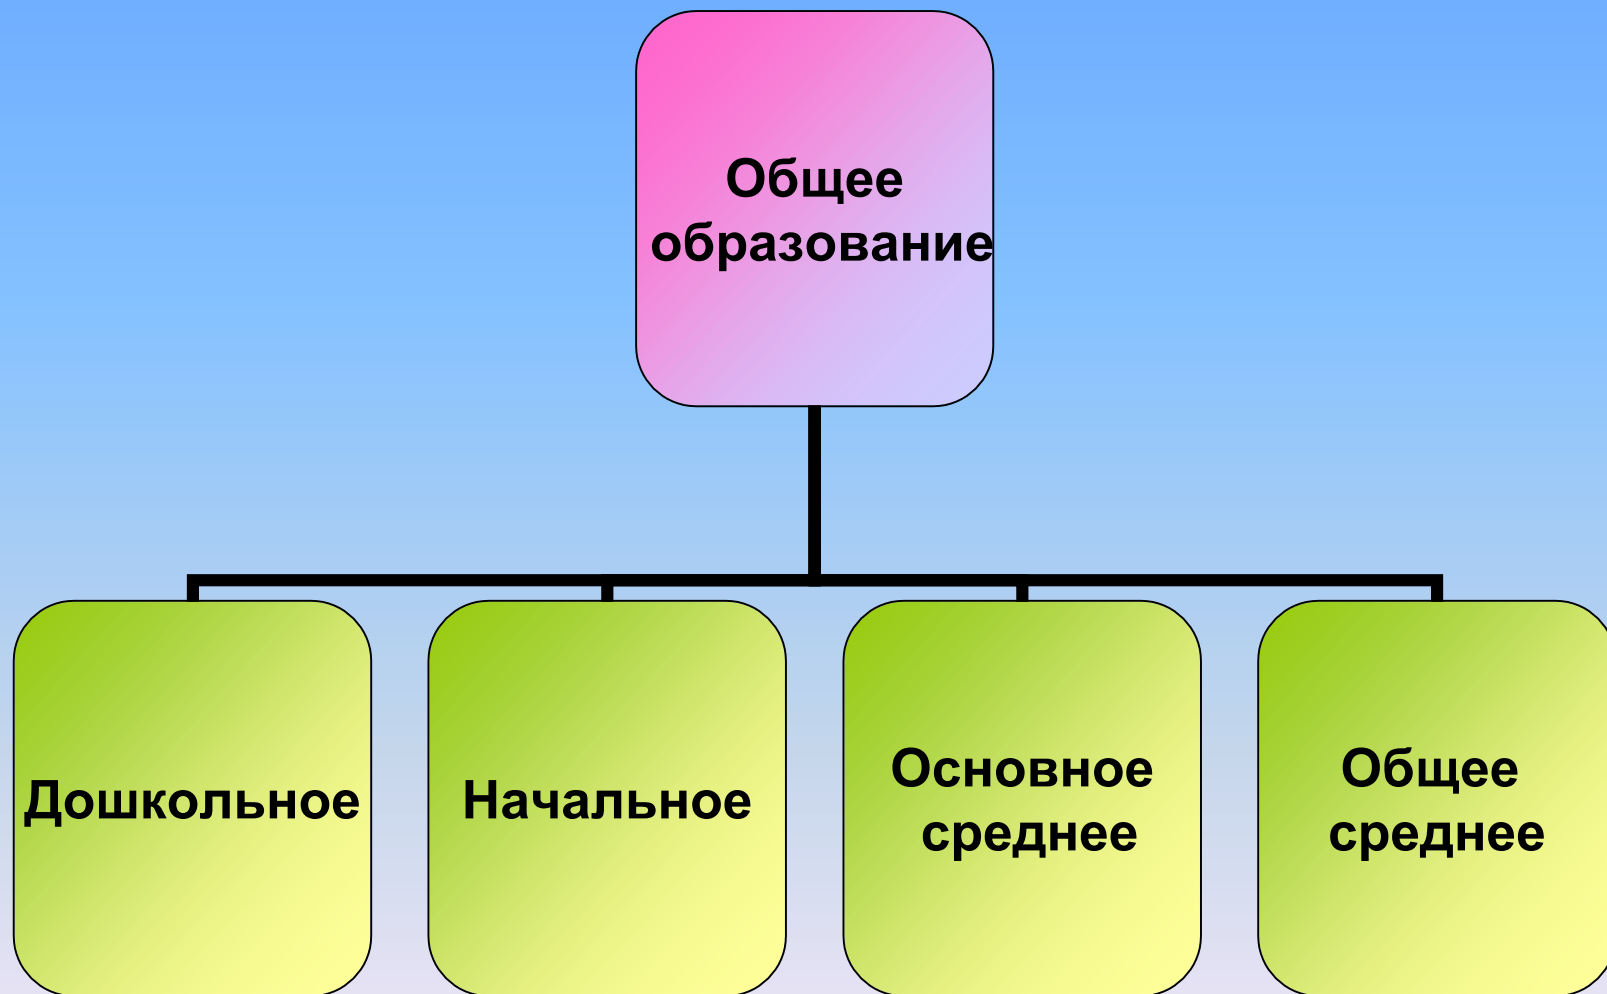 Общее
образование
Дошкольное
Начальное
Основное
среднее
Общее
среднее